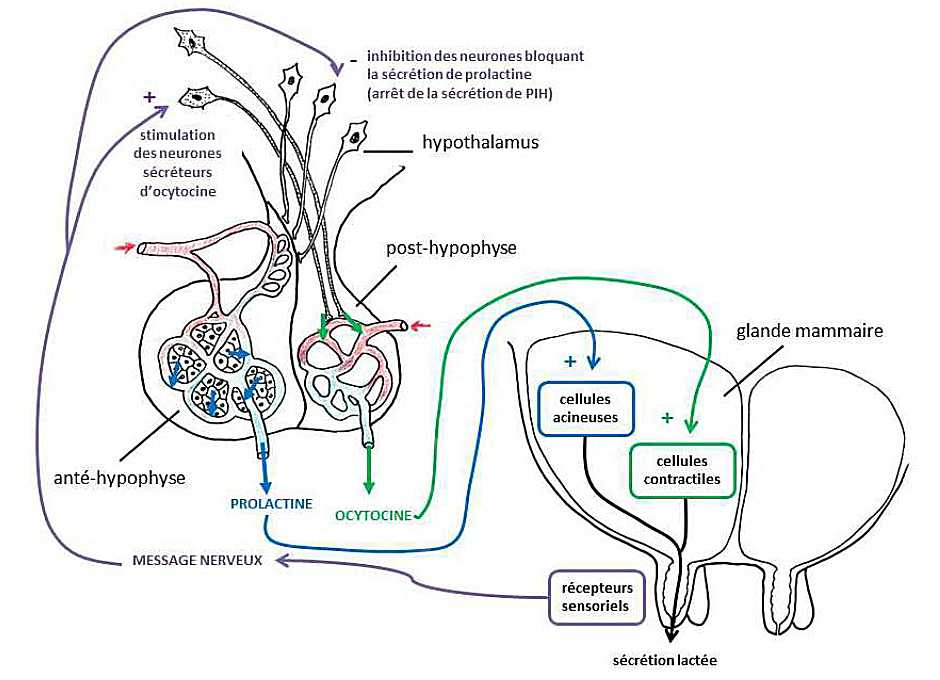 - inhibition des neurones bloquant
la sécrétion de prolactine
(arrêt de la sécrétion de PIH)
+
stimulation
des neurones
sécréteurs
d’ocytocine
hypothalamus
post-hypophyse
glande mammaire
+
cellules
acineuses
+
cellules
contractiles
anté-hypophyse
PROLACTINE
OCYTOCINE
MESSAGE NERVEUX
récepteurs
sensoriels
sécrétion lactée